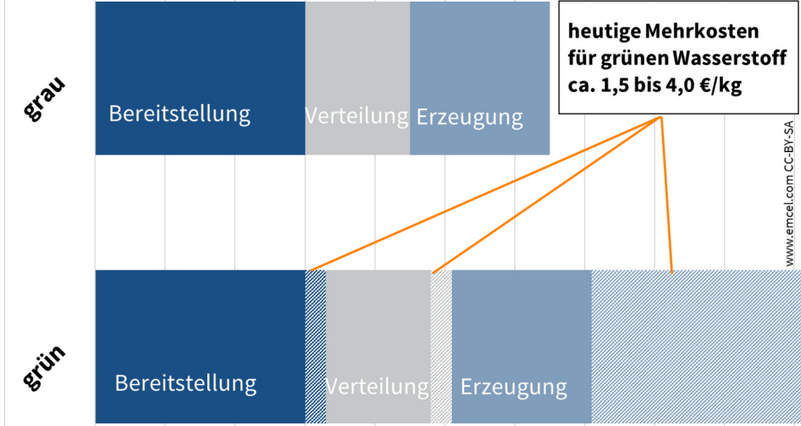 heutige Mehrkosten
für grünen Wasserstoff
ca. 1,5 bis 4,0 €/kg
grau
Bereitstellung
Verteilung
Erzeugung
www.emcel.com CC-BY-SA
grün
Bereitstellung
Verteilung
Erzeugung